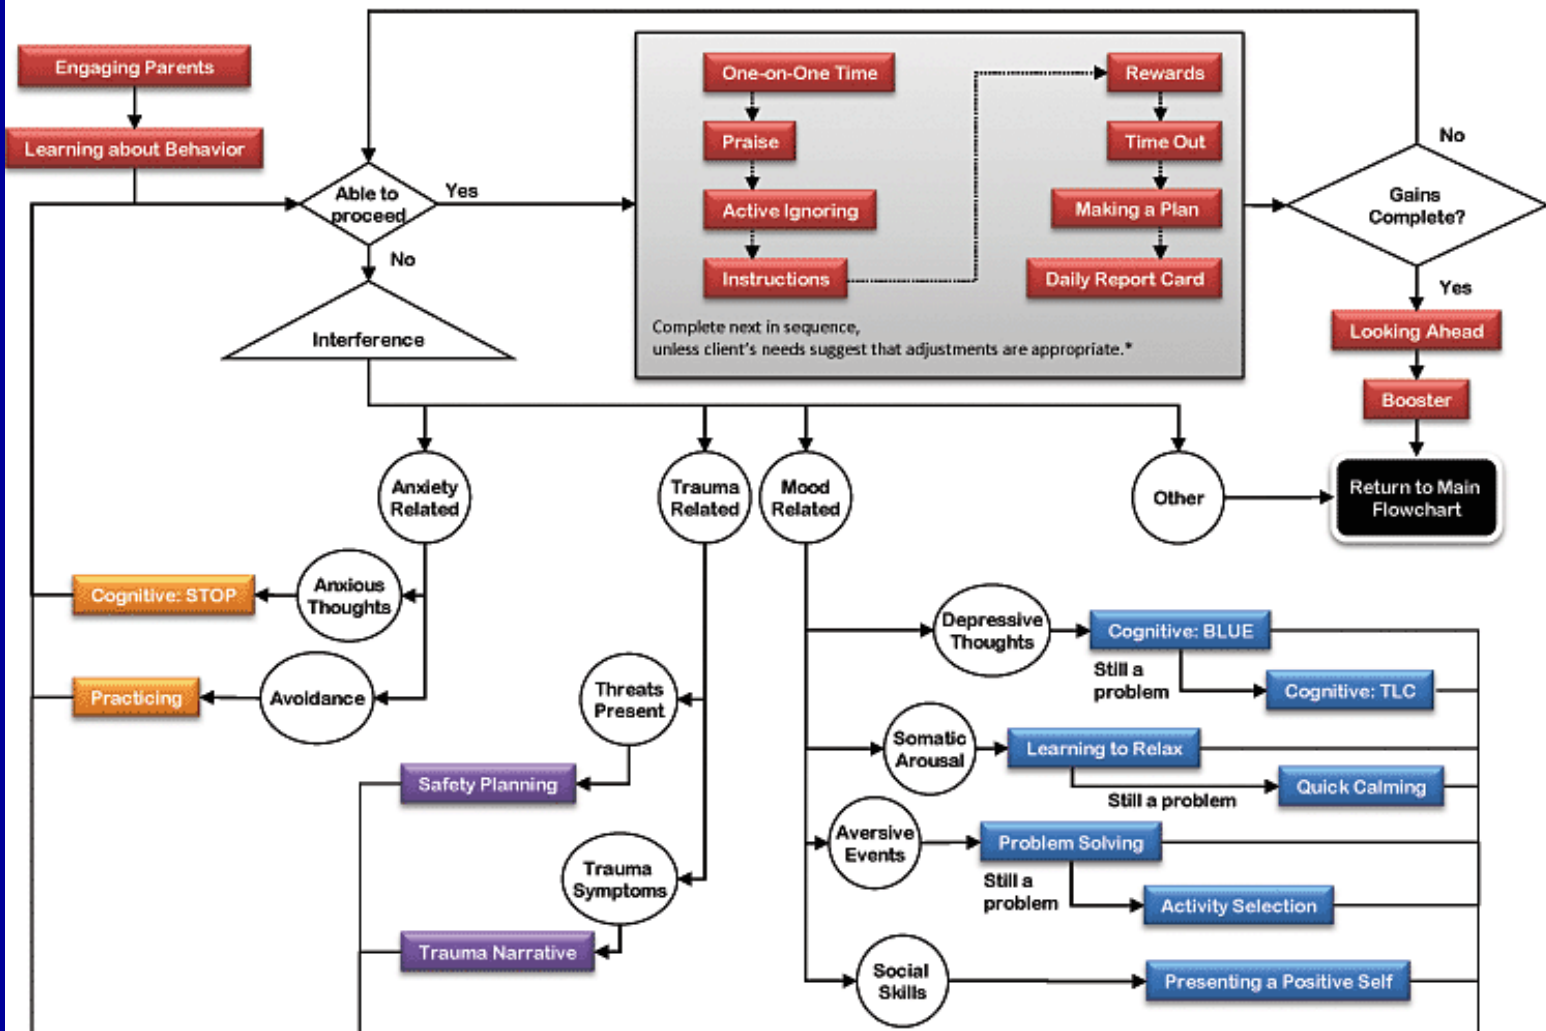 Engaging Parents
Learning about Behavior
Able to
proceed
Yes
No
Interference
One-on-One Time
Praise
Active Ignoring
Instructions
Rewards
Time Out
Making a Plan
Daily Report Card
Complete next in sequence,
unless client's needs suggest that adjustments are appropriate.*
No
Gains
Complete?
Yes
Looking Ahead
Booster
Return to Main
Flowchart
Anxiety
Related
Trauma
Related
Mood
Related
Other
Anxious
Thoughts
Cognitive: STOP
Avoidance
Practicing
Threats
Present
Safety Planning
Trauma
Symptoms
Trauma Narrative
Depressive
Thoughts
Cognitive: BLUE
Still a
problem
Cognitive: TLC
Somatic
Arousal
Learning to Relax
Still a problem
Quick Calming
Aversive
Events
Problem Solving
Still a
problem
Activity Selection
Social
Skills
Presenting a Positive Self